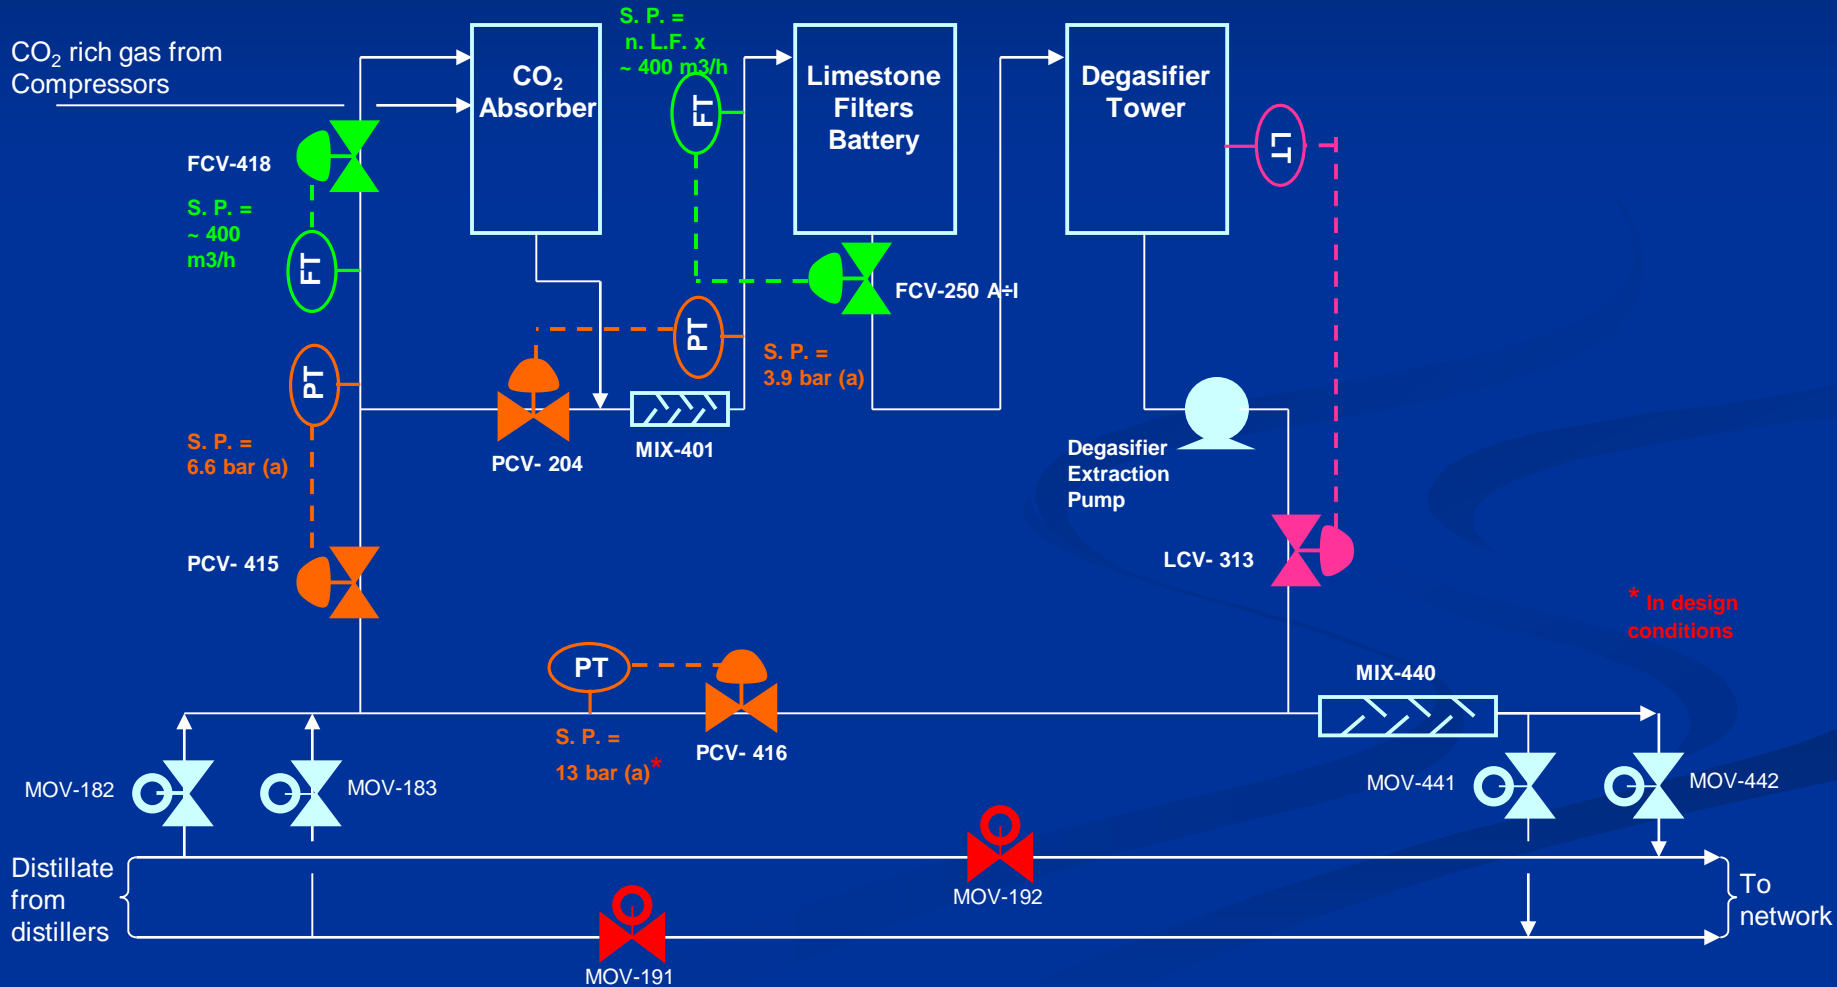 CO₂ rich gas from
Compressors
CO₂
Absorber
S. P. =
n. L.F. x
~ 400 m3/h
FT
Limestone
Filters
Battery
Degasifier
Tower
LT
FCV-418
S. P. =
~ 400
m3/h
FT
FCV-250 A÷I
PT
S. P. =
3.9 bar (a)
PT
S. P. =
6.6 bar (a)
PCV- 204
MIX-401
Degasifier
Extraction
Pump
PCV- 415
LCV- 313
* In design
conditions
PT
S. P. =
13 bar (a)*
PCV- 416
MIX-440
MOV-182
MOV-183
MOV-441
MOV-442
Distillate
from
distillers
MOV-192
MOV-191
To
network